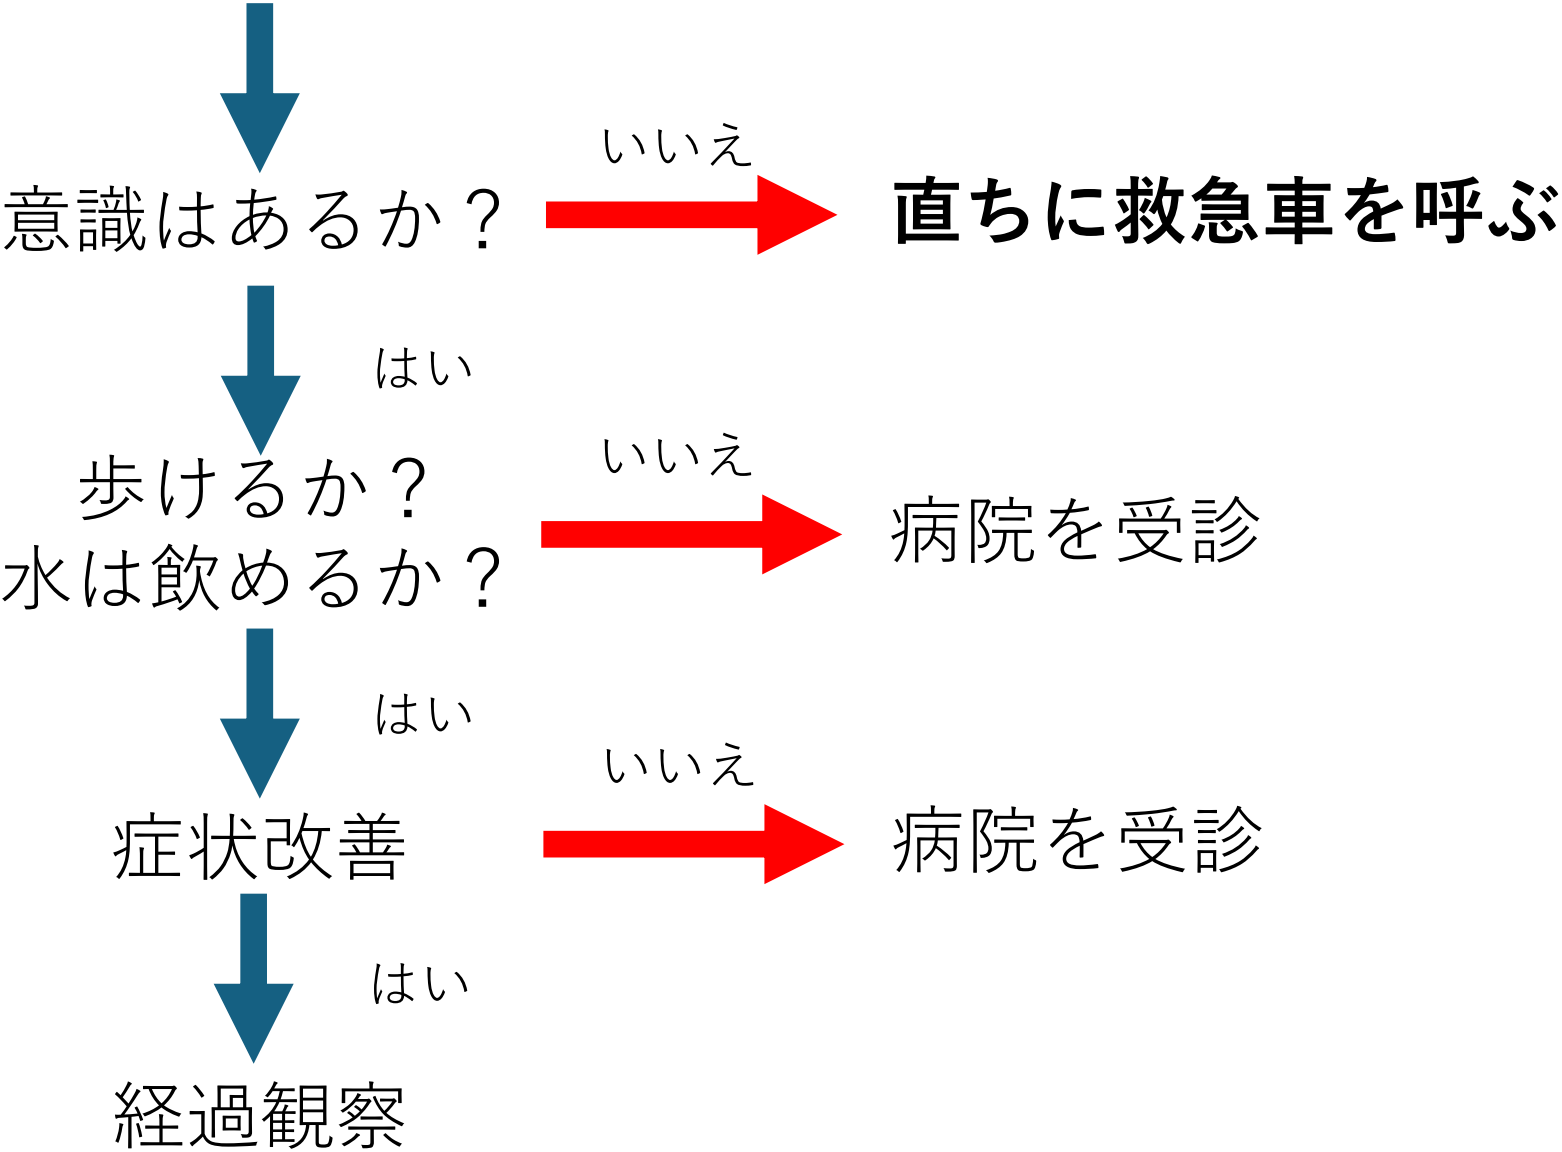 いいえ
意識はあるか？
直ちに救急車を呼ぶ
はい
いいえ
歩けるか？
水は飲めるか？
病院を受診
はい
いいえ
症状改善
病院を受診
はい
経過観察